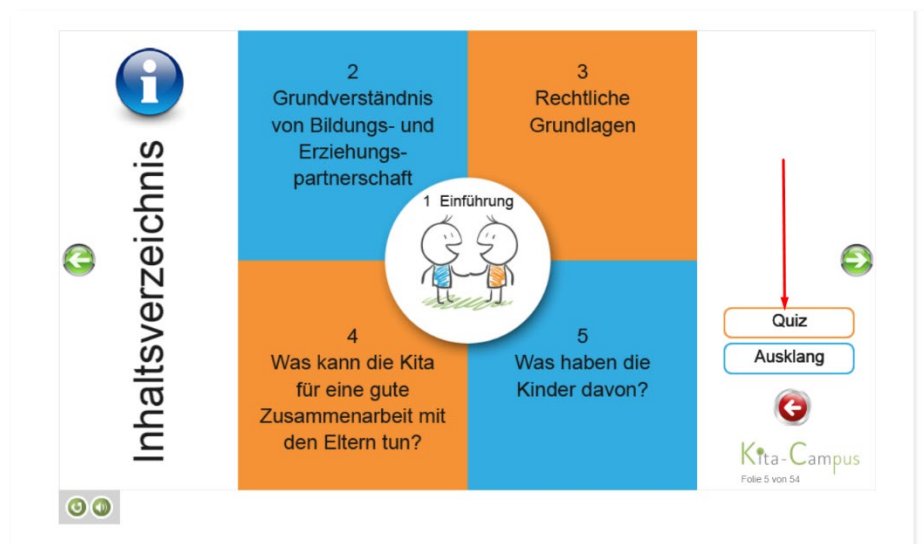 Inhaltsverzeichnis
2
Grundverständnis
von Bildungs- und
Erziehungs-
partnerschaft
3
Rechtliche
Grundlagen
1 Einführung
4
Was kann die Kita
für eine gute
Zusammenarbeit mit
den Eltern tun?
5
Was haben die
Kinder davon?
Quiz
Ausklang
Kita-Campus
Folie 5 von 54